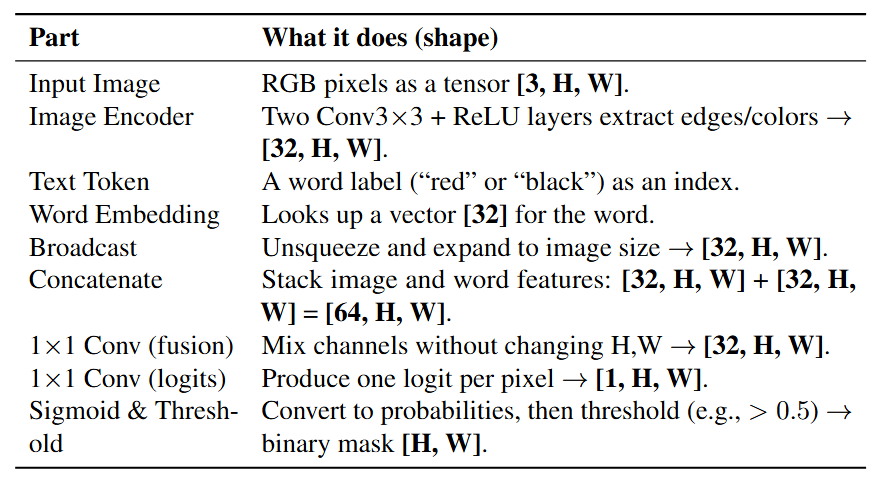 Part What it does (shape)
Input Image RGB pixels as a tensor [3, H, W].
Image Encoder Two Conv3×3 + ReLU layers extract edges/colors →
[32, H, W].
Text Token A word label (“red” or “black”) as an index.
Word Embedding Looks up a vector [32] for the word.
Broadcast Unsqueeze and expand to image size → [32, H, W].
Concatenate Stack image and word features: [32, H, W] + [32, H,
W] = [64, H, W].
1×1 Conv (fusion) Mix channels without changing H,W → [32, H, W].
1×1 Conv (logits) Produce one logit per pixel → [1, H, W].
Sigmoid & Thresh- Convert to probabilities, then threshold (e.g., > 0.5) →
old binary mask [H, W].